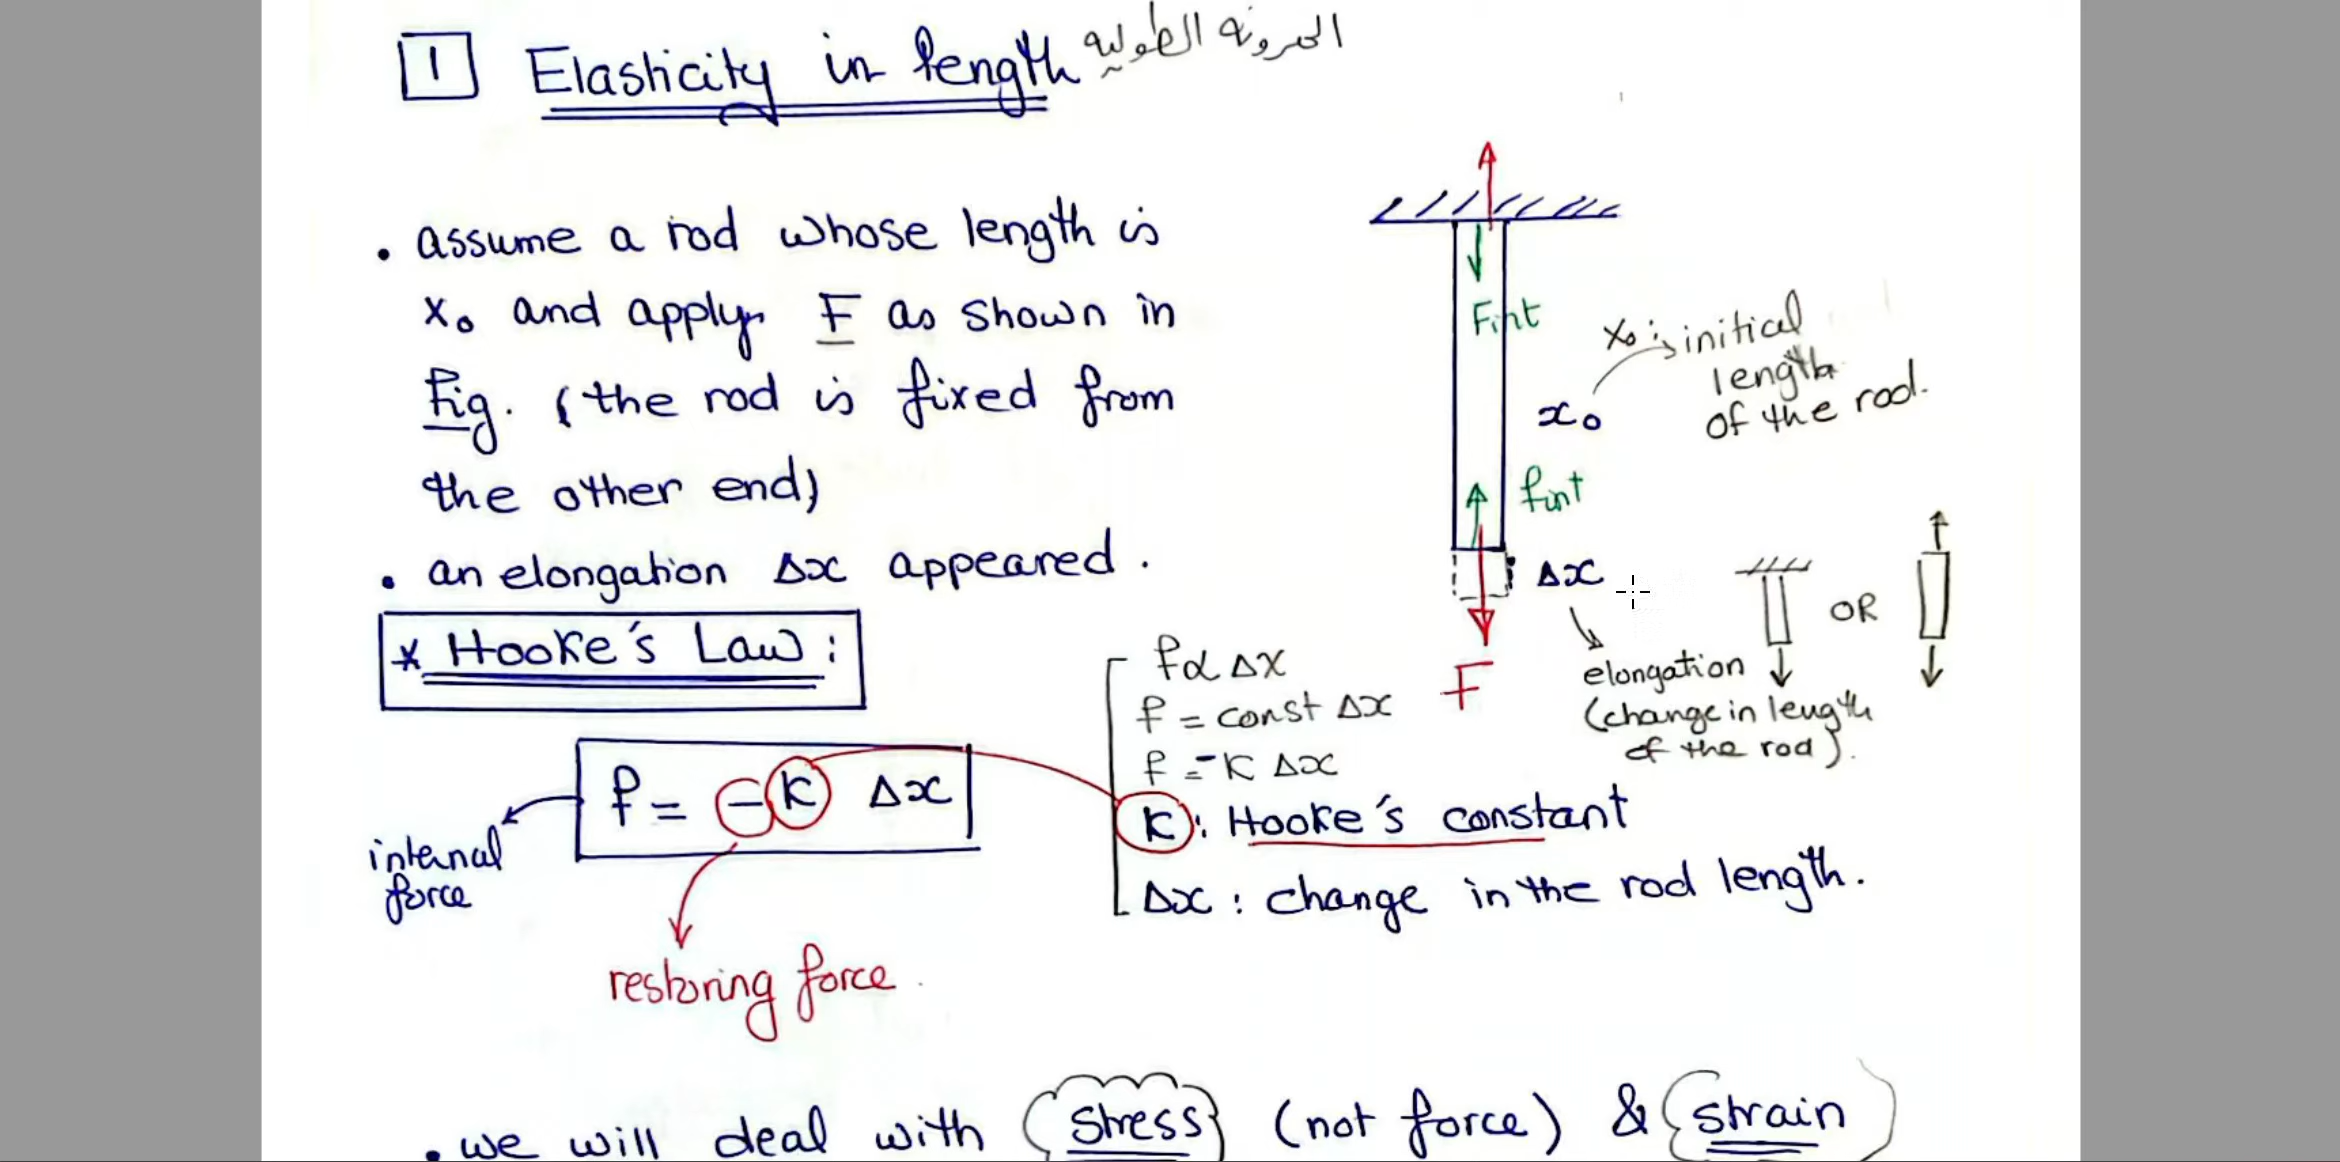 1 Elasticity in length المرونه الطوليه
• assume a rod whose length is
x₀ and apply F as shown in
Fig. (the rod is fixed from
the other end)
• an elongation Δx appeared.
* Hooke's Law:
f = -k Δx
internal
force
restoring force.
Fint
x₀: initial
length
of the rod.
x₀
fint
Δx
OR
elongation
(change in length
of the rod).
F
f α Δx
f = const Δx
f = -k Δx
k: Hooke's constant
Δx: change in the rod length.
• we will deal with stress (not force) & strain